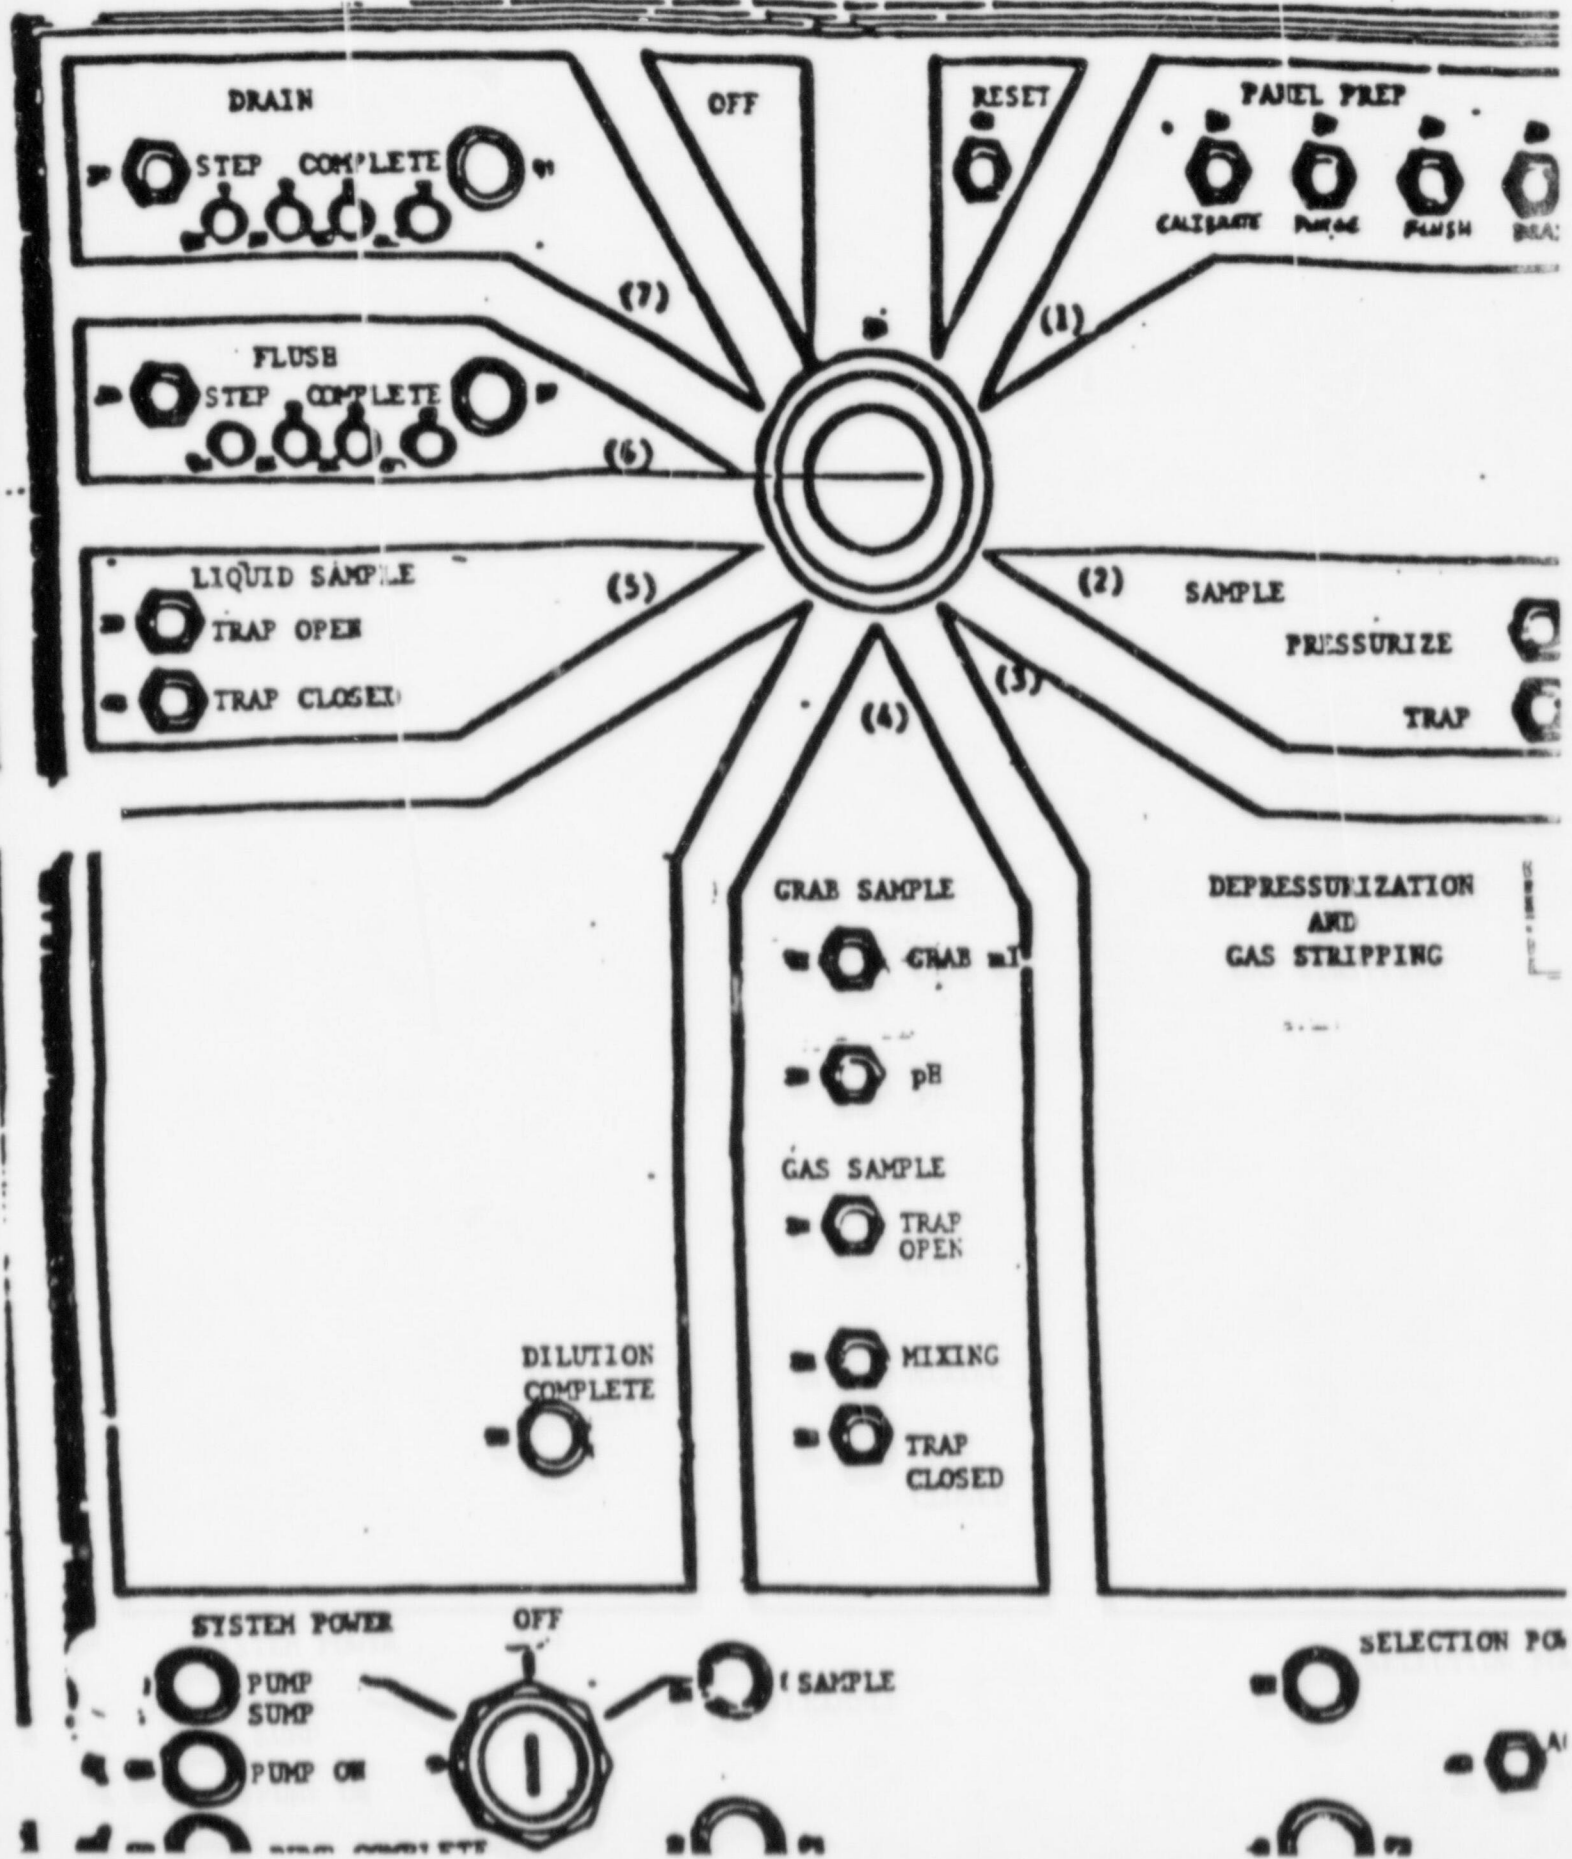 DRAIN
STEP COMPLETE
(7)
OFF
RESET
PANEL PREP
CALIBRATE PURGE FLUSH
(1)
FLUSH
STEP COMPLETE
(6)
LIQUID SAMPLE
TRAP OPEN
TRAP CLOSED
(5)
(2)
SAMPLE
PRESSURIZE
TRAP
(3)
(4)
GRAB SAMPLE
GRAB
pH
GAS SAMPLE
TRAP
OPEN
MIXING
TRAP
CLOSED
DEPRESSURIZATION
AND
GAS STRIPPING
DILUTION
COMPLETE
SYSTEM POWER
OFF
PUMP
SUMP
SAMPLE
PUMP ON
SELECTION
COMPLETE